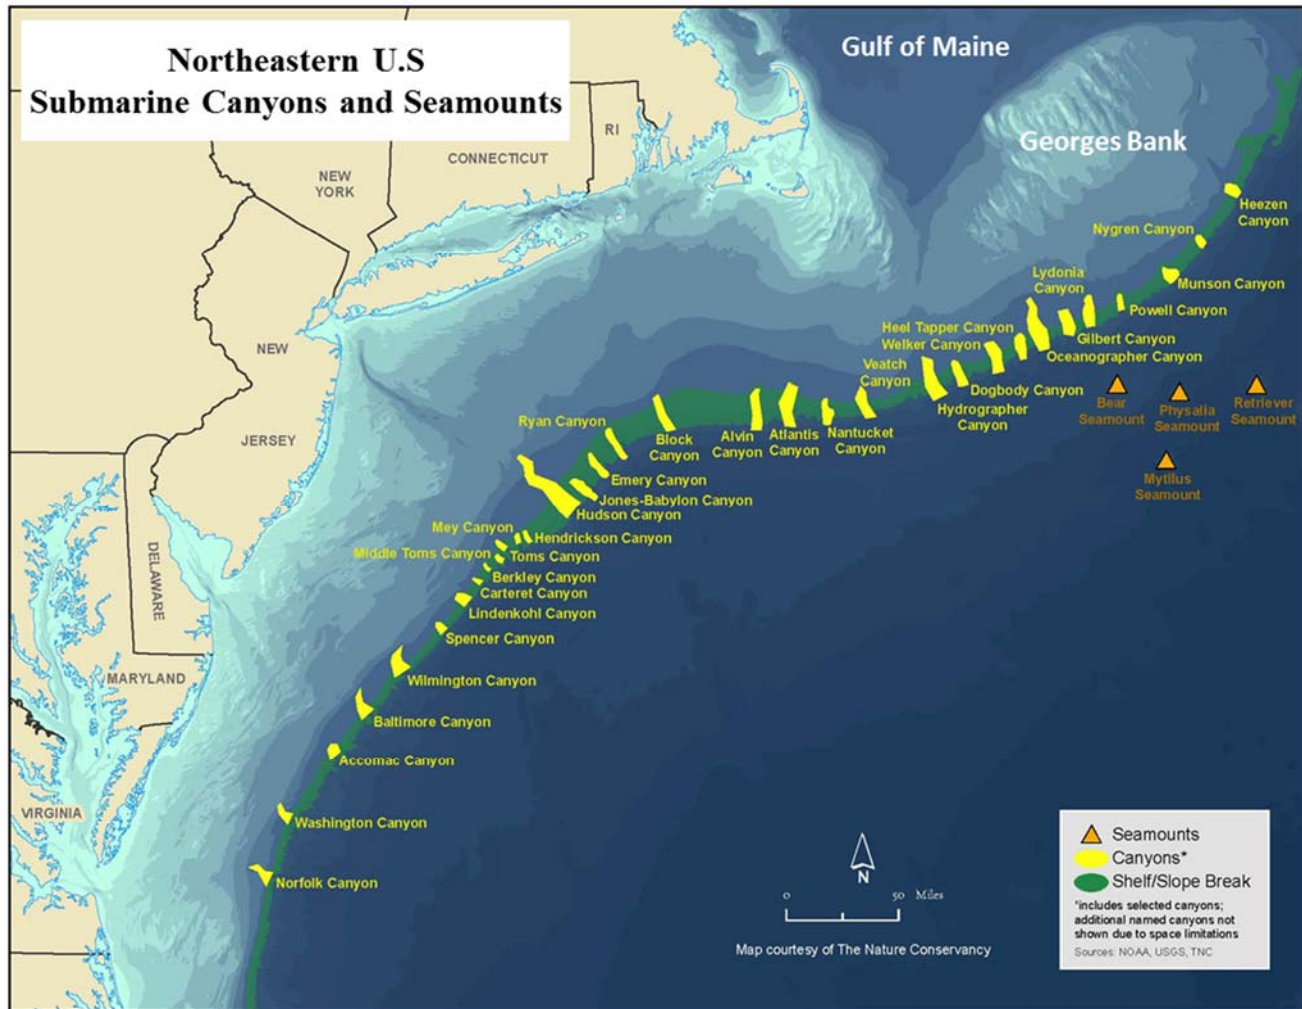 Northeastern U.S
Submarine Canyons and Seamounts
Gulf of Maine
Georges Bank
RI
CONNECTICUT
NEW
YORK
NEW
JERSEY
DELAWARE
MARYLAND
VIRGINIA
Heezen
Canyon
Nygren Canyon
Munson Canyon
Lydonia
Canyon
Powell Canyon
Gilbert Canyon
Oceanographer Canyon
Heel Tapper Canyon
Welker Canyon
Dogbody Canyon
Veatch
Canyon
Hydrographer
Canyon
Nantucket
Canyon
Atlantis
Canyon
Alvin
Canyon
Block
Canyon
Ryan Canyon
Emery Canyon
Jones-Babylon Canyon
Hudson Canyon
Mey Canyon
Hendrickson Canyon
Middle Toms Canyon
Toms Canyon
Berkley Canyon
Carteret Canyon
Lindenkohl Canyon
Spencer Canyon
Wilmington Canyon
Baltimore Canyon
Accomac Canyon
Washington Canyon
Norfolk Canyon
Bear
Seamount
Physalia
Seamount
Retriever
Seamount
Mytilus
Seamount
N
0 50 Miles
Map courtesy of The Nature Conservancy
Seamounts
Canyons*
Shelf/Slope Break
*includes selected canyons;
additional named canyons not
shown due to space limitations
Sources: NOAA, USGS, TNC